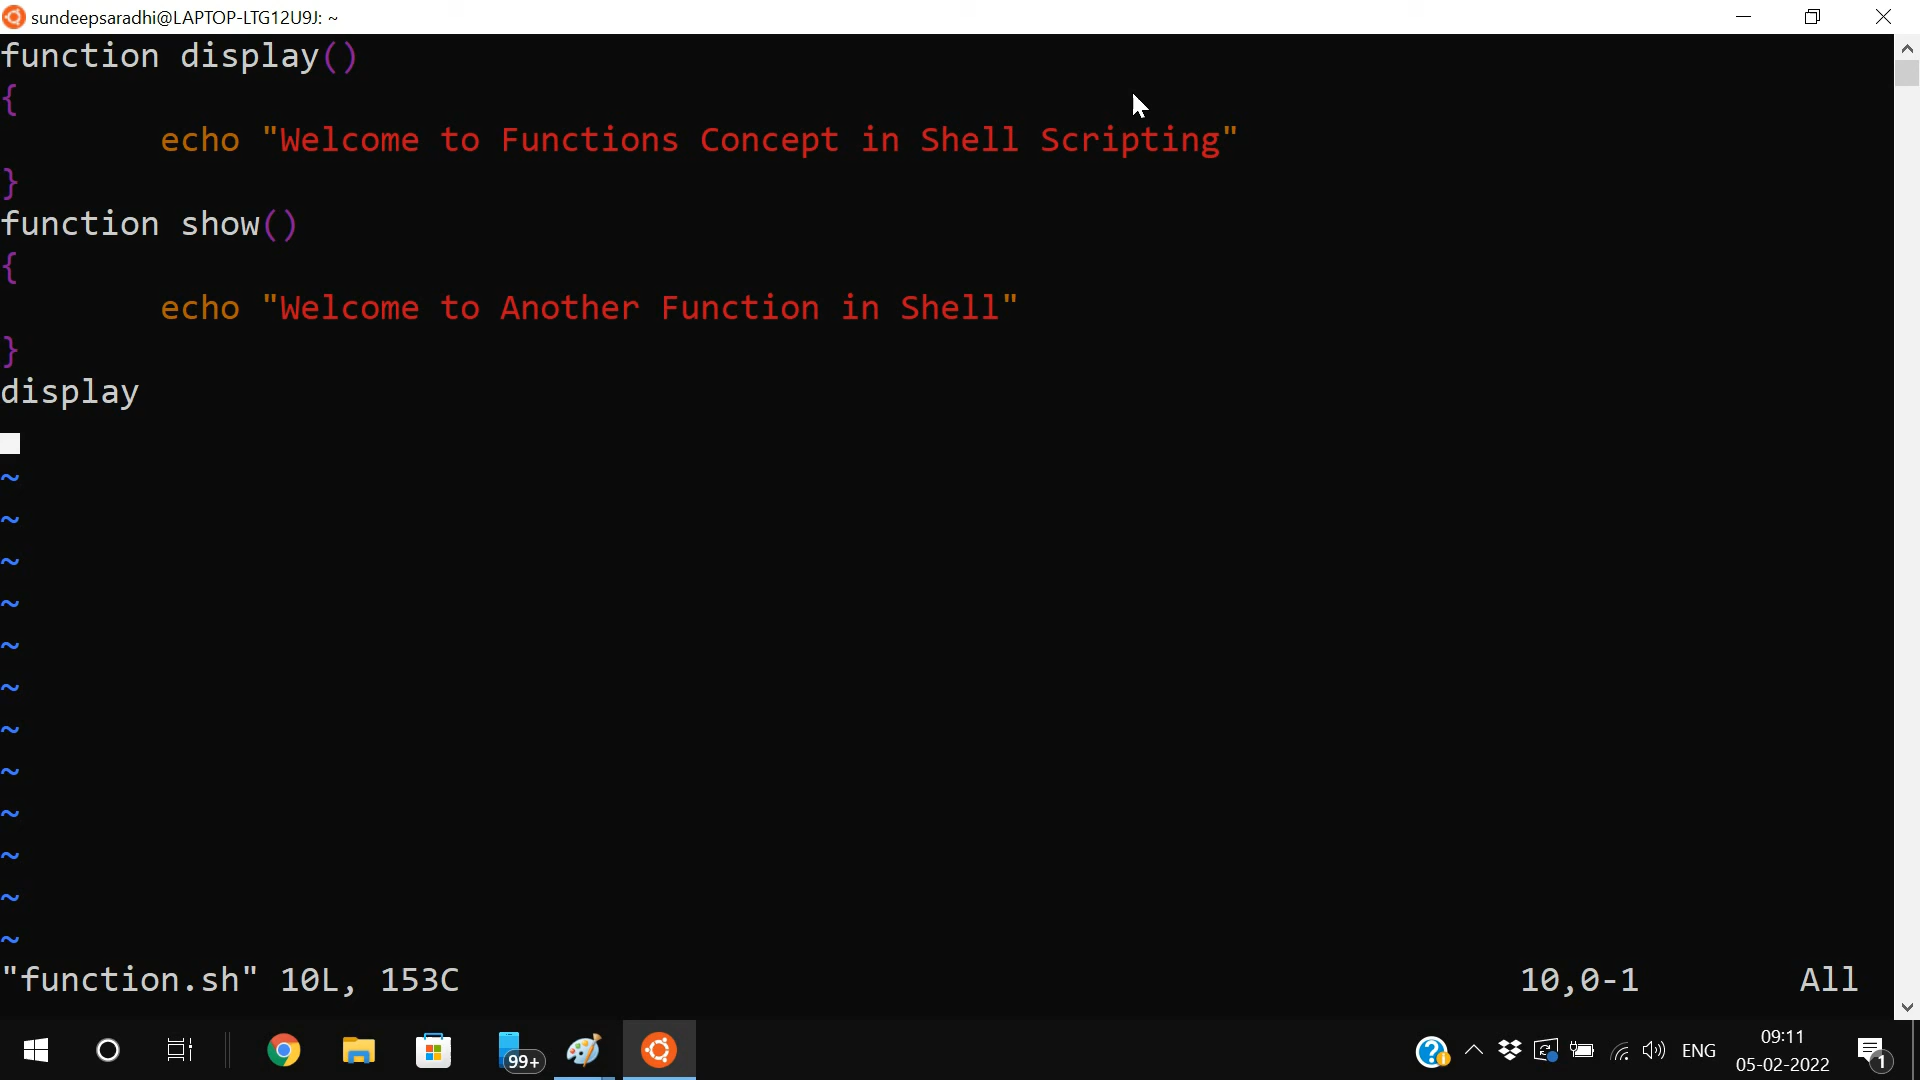 sundeepsaradhi@LAPTOP-LTG12U9J: ~
function display()
{
        echo "Welcome to Functions Concept in Shell Scripting"
}
function show()
{
        echo "Welcome to Another Function in Shell"
}
display
~
~
~
~
~
~
~
~
~
~
~
~
"function.sh" 10L, 153C 10,0-1 All
99+
ENG
09:11
05-02-2022
1